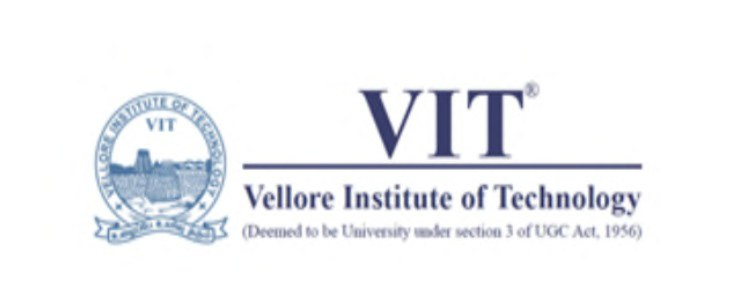 VELLORE INSTITUTE OF TECHNOLOGY
VIT
VIT®
Vellore Institute of Technology
(Deemed to be University under section 3 of UGC Act, 1956)